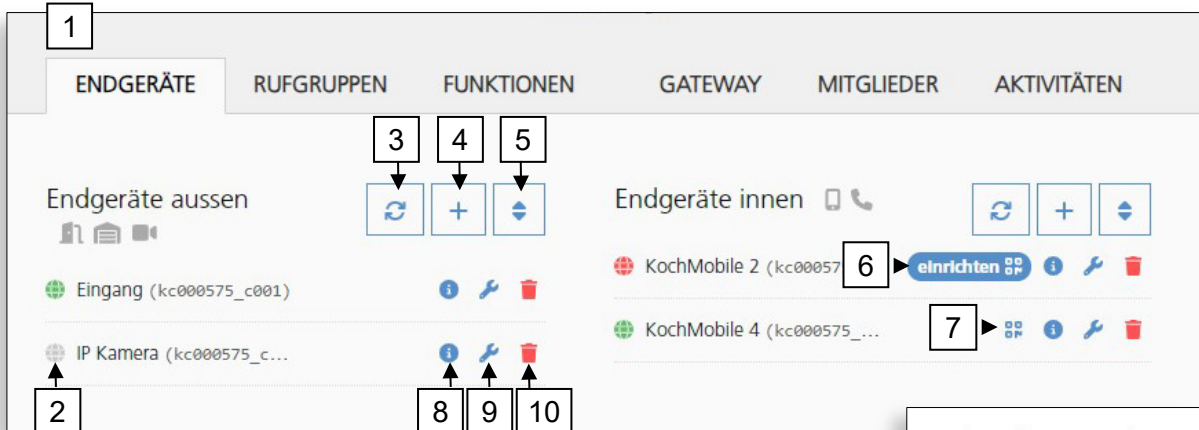 1
ENDGERÄTE RUFGRUPPEN FUNKTIONEN GATEWAY MITGLIEDER AKTIVITÄTEN
3 4 5
Endgeräte aussen
Endgeräte innen
KochMobile 2 (kc00057 6 einrichten
Eingang (kc000575_c001)
KochMobile 4 (kc000575_... 7
IP Kamera (kc000575_c...
2 8 9 10